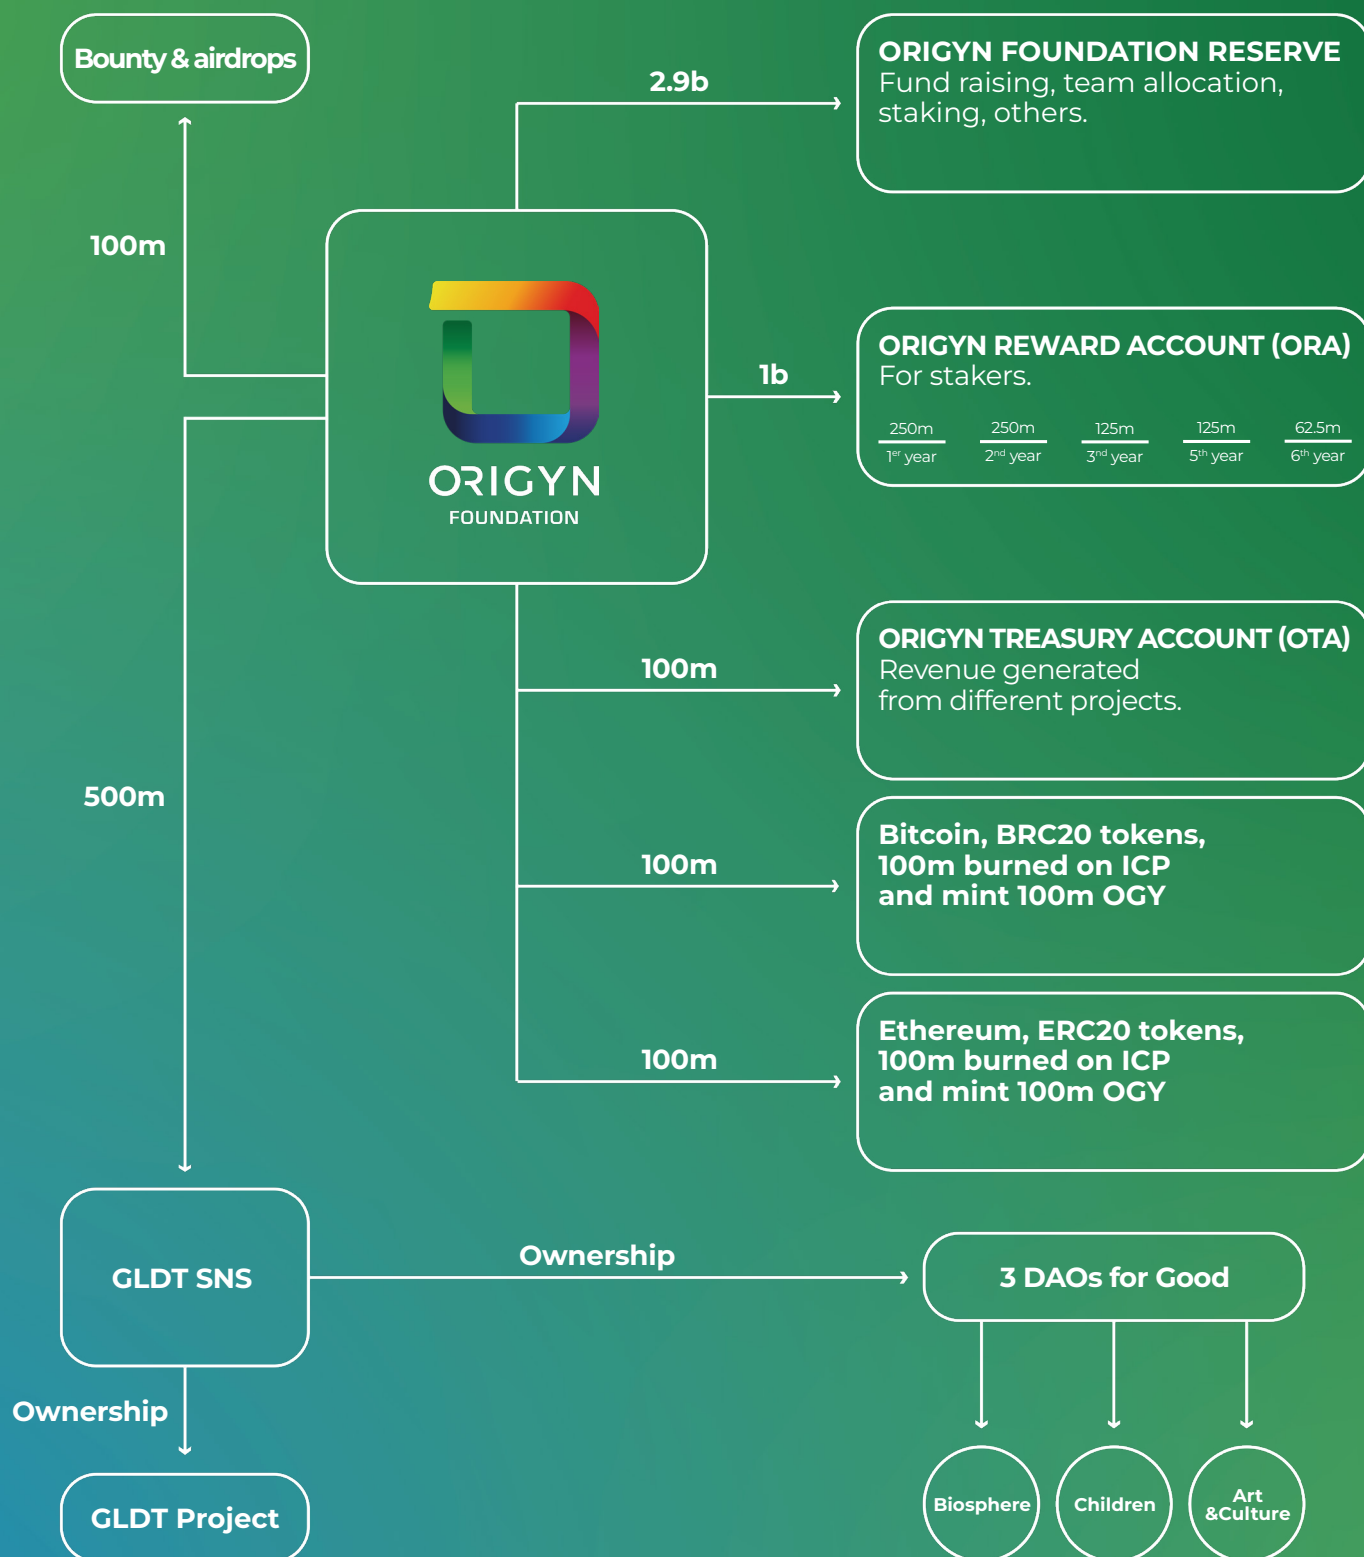 Bounty & airdrops
2.9b
ORIGYN FOUNDATION RESERVE
Fund raising, team allocation,
staking, others.
100m
ORIGYN
FOUNDATION
1b
ORIGYN REWARD ACCOUNT (ORA)
For stakers.
250m 250m 125m 125m 62.5m
1er year 2nd year 3nd year 5th year 6th year
100m
ORIGYN TREASURY ACCOUNT (OTA)
Revenue generated
from different projects.
500m
100m
Bitcoin, BRC20 tokens,
100m burned on ICP
and mint 100m OGY
100m
Ethereum, ERC20 tokens,
100m burned on ICP
and mint 100m OGY
GLDT SNS
Ownership
3 DAOs for Good
Ownership
GLDT Project
Biosphere
Children
Art
&Culture